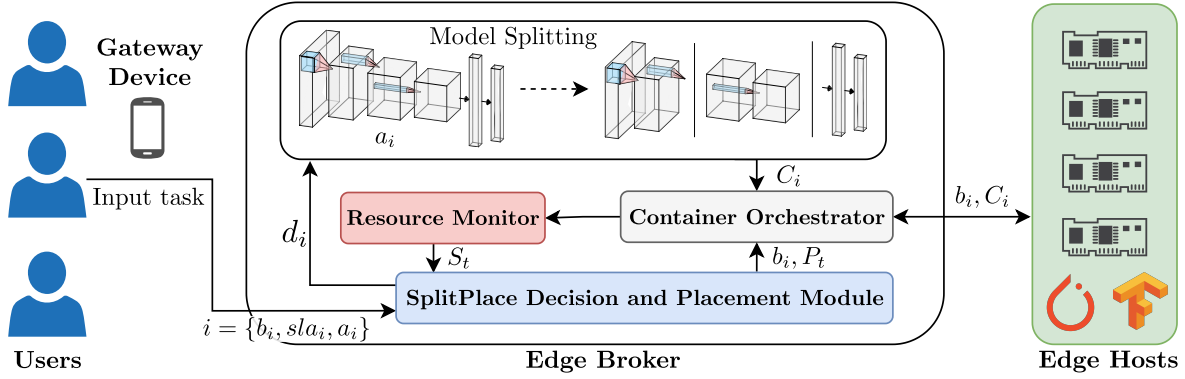 Gateway
Device
Input task
Users
Model Splitting
a_i
C_i
Resource Monitor
Container Orchestrator
b_i, C_i
d_i
S_t
b_i, P_t
SplitPlace Decision and Placement Module
i = {b_i, sla_i, a_i}
Edge Broker
Edge Hosts